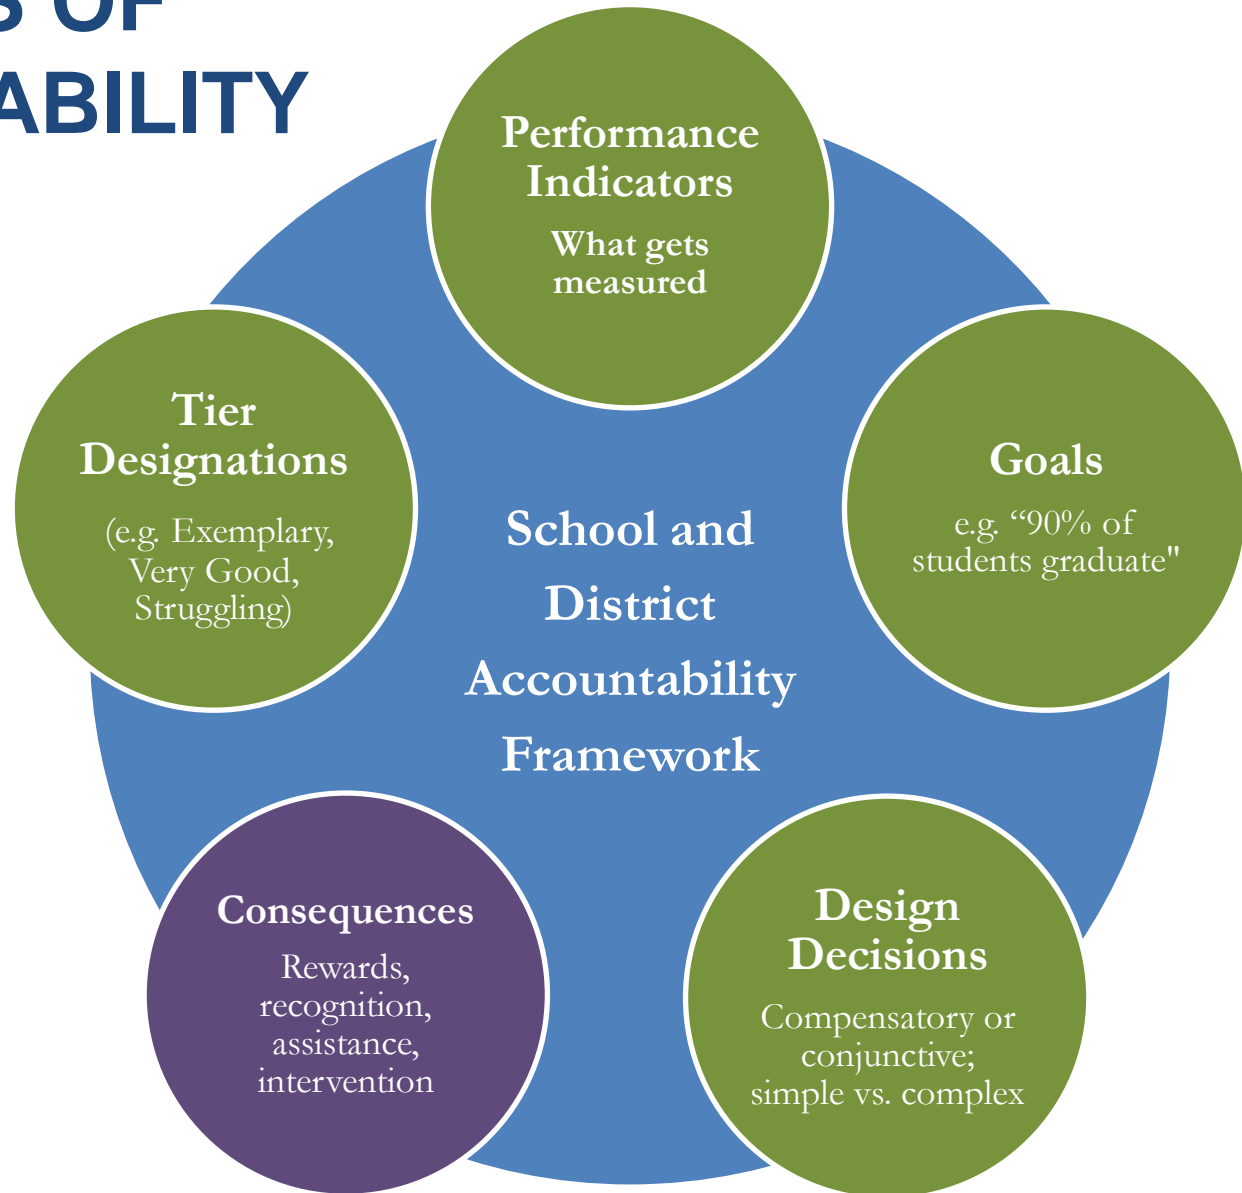 S OF
ABILITY
Performance
Indicators
What gets
measured
Tier
Designations
(e.g. Exemplary,
Very Good,
Struggling)
Goals
e.g. “90% of
students graduate"
School and
District
Accountability
Framework
Consequences
Rewards,
recognition,
assistance,
intervention
Design
Decisions
Compensatory or
conjunctive;
simple vs. complex